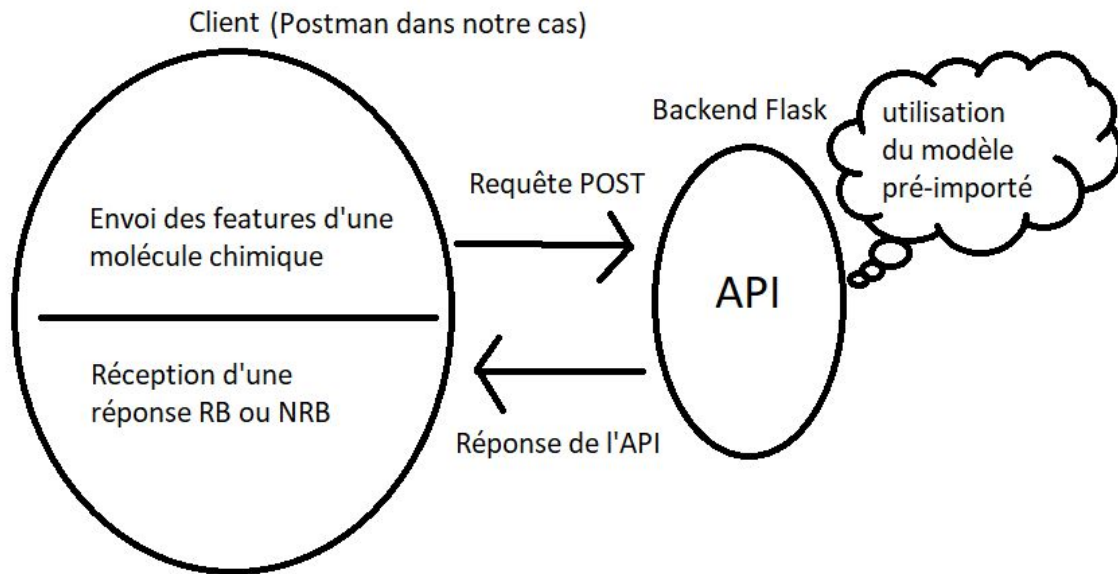 Client (Postman dans notre cas)
Envoi des features d'une
molécule chimique
Réception d'une
réponse RB ou NRB
Requête POST
Réponse de l'API
Backend Flask
API
utilisation
du modèle
pré-importé